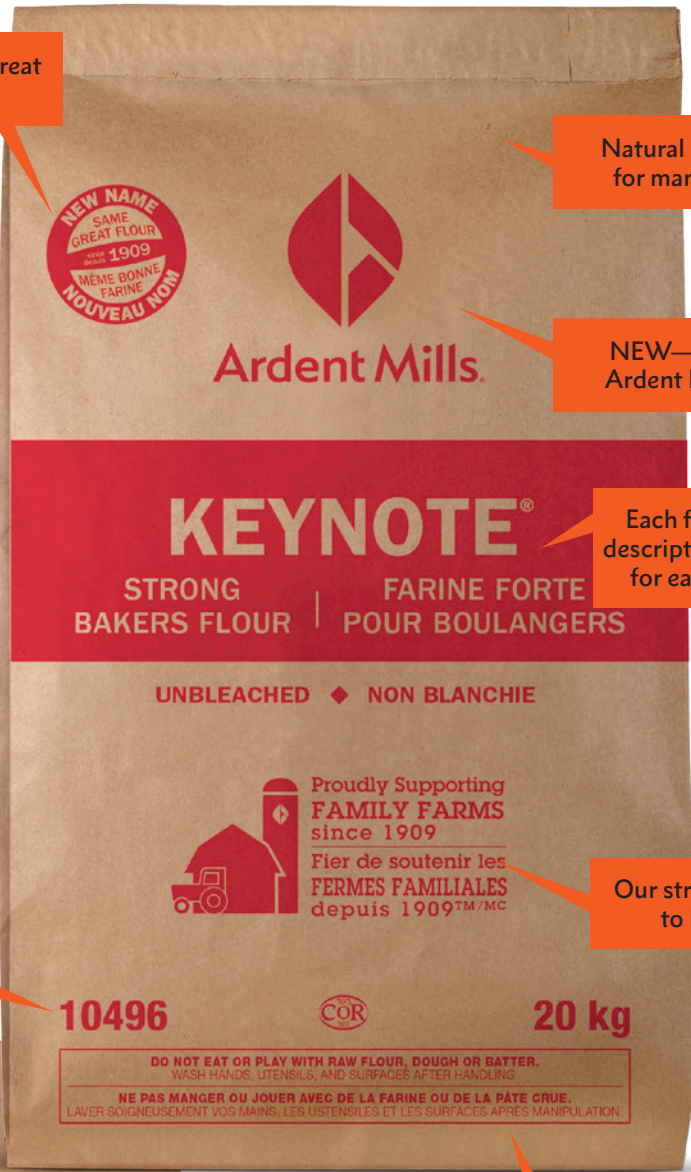 reat
Natural
for mar
NEW NAME
SAME
GREAT FLOUR
since
depuis 1909
MÊME BONNE
FARINE
NOUVEAU NOM
Ardent Mills.
NEW—
Ardent
KEYNOTE®
Each f
descript
for ea
STRONG
BAKERS FLOUR
FARINE FORTE
POUR BOULANGERS
UNBLEACHED ◆ NON BLANCHIE
Proudly Supporting
FAMILY FARMS
since 1909
Fier de soutenir les
FERMES FAMILIALES
depuis 1909™/MC
Our str
to
10496
COR
20 kg
DO NOT EAT OR PLAY WITH RAW FLOUR, DOUGH OR BATTER.
WASH HANDS, UTENSILS, AND SURFACES AFTER HANDLING
NE PAS MANGER OU JOUER AVEC DE LA FARINE OU DE LA PÂTE CRUE.
LAVER SOIGNEUSEMENT VOS MAINS, LES USTENSILES ET LES SURFACES APRÈS MANIPULATION